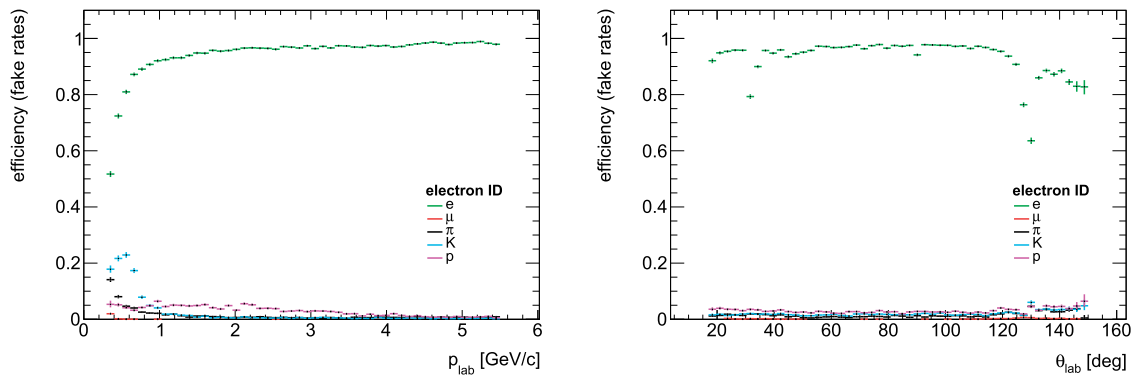 efficiency (fake rates)
1
0.8
0.6
0.4
0.2
0
electron ID
e
μ
π
K
p
0 1 2 3 4 5 6
p_lab [GeV/c]
efficiency (fake rates)
1
0.8
0.6
0.4
0.2
0
electron ID
e
μ
π
K
p
20 40 60 80 100 120 140 160
θ_lab [deg]